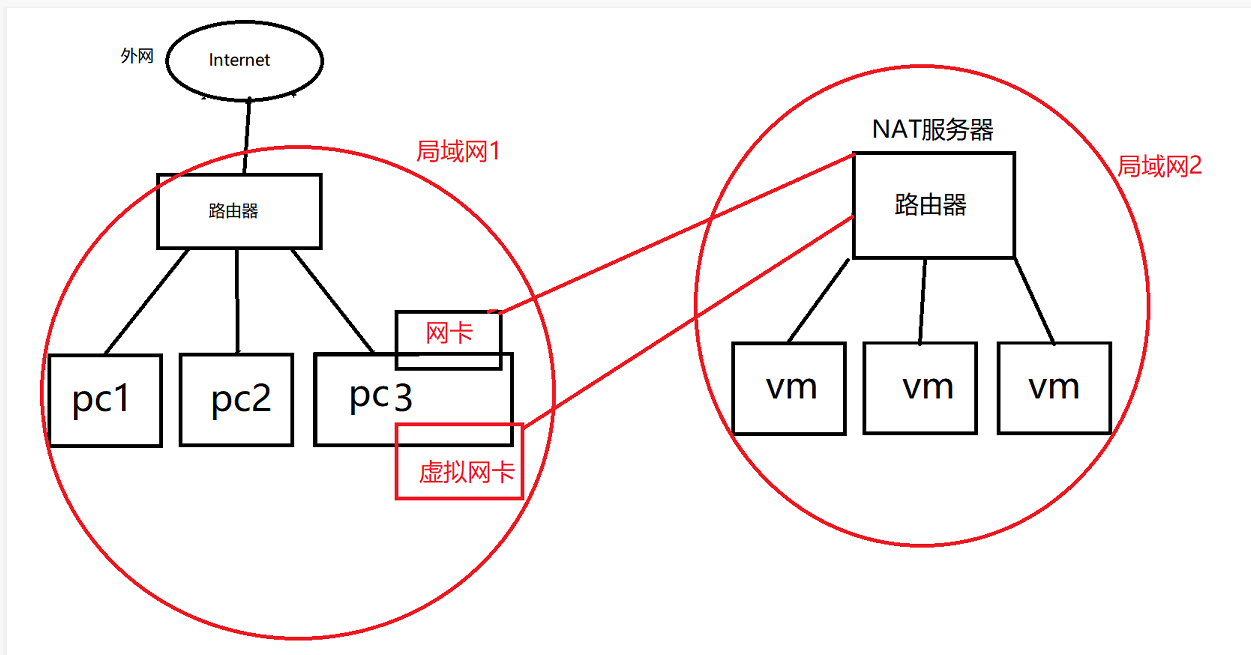 外网
Internet
局域网1
路由器
网卡
pc1
pc2
pc3
虚拟网卡
NAT服务器
局域网2
路由器
vm
vm
vm